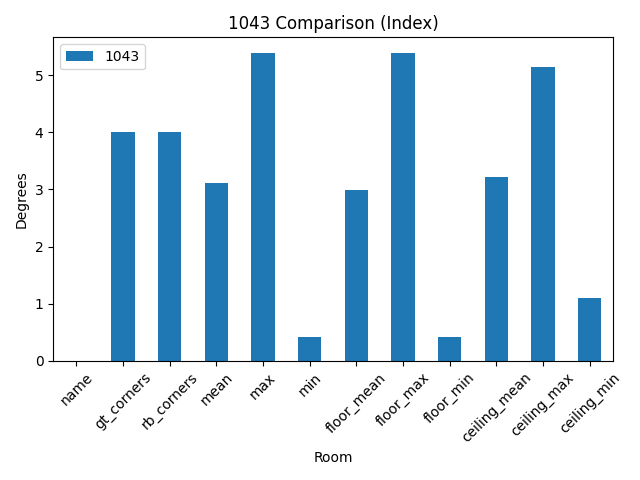 1043 Comparison (Index)
1043
Degrees
5
4
3
2
1
0
name
gt_corners
rb_corners
mean
max
min
floor_mean
floor_max
floor_min
ceiling_mean
ceiling_max
ceiling_min
Room